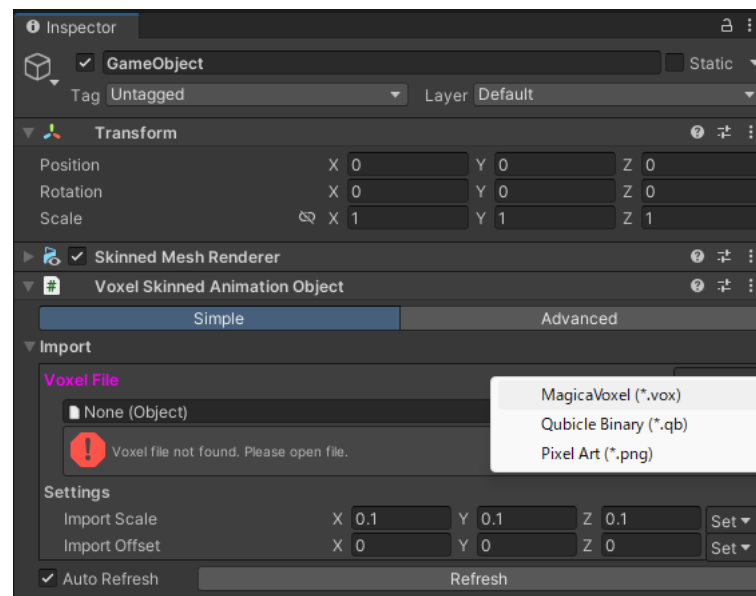 Inspector
GameObject Static
Tag Untagged Layer Default
Transform
Position X 0 Y 0 Z 0
Rotation X 0 Y 0 Z 0
Scale X 1 Y 1 Z 1
Skinned Mesh Renderer
# Voxel Skinned Animation Object
Simple Advanced
Import
Voxel File
MagicaVoxel (*.vox)
None (Object)
Qubicle Binary (*.qb)
Voxel file not found. Please open file.
Pixel Art (*.png)
Settings
Import Scale X 0.1 Y 0.1 Z 0.1 Set
Import Offset X 0 Y 0 Z 0 Set
Auto Refresh Refresh